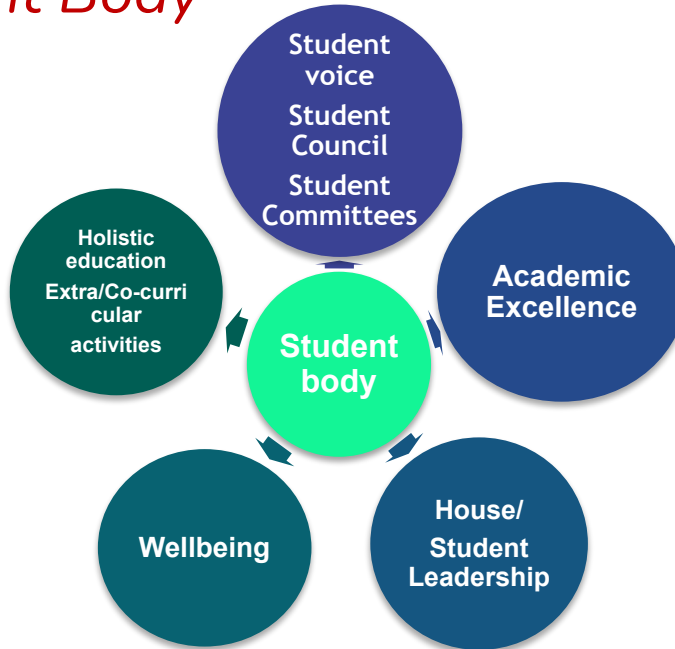 Body
Student
voice
Student
Council
Student
Committees
Academic
Excellence
House/
Student
Leadership
Wellbeing
Holistic
education
Extra/Co-curri
cular
activities
Student
body